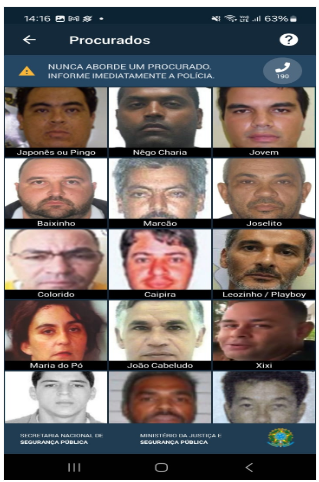 14:16
63%
Procurados
?
NUNCA ABORDE UM PROCURADO.
INFORME IMEDIATAMENTE A POLÍCIA.
190
Japonês ou Pingo
Nêgo Charia
Jovem
Baixinho
Marcão
Joselito
Colorido
Caipira
Leozinho / Playboy
Maria do Pó
João Cabeludo
Xixi
SECRETARIA NACIONAL DE
SEGURANÇA PÚBLICA
MINISTÉRIO DA JUSTIÇA E
SEGURANÇA PÚBLICA